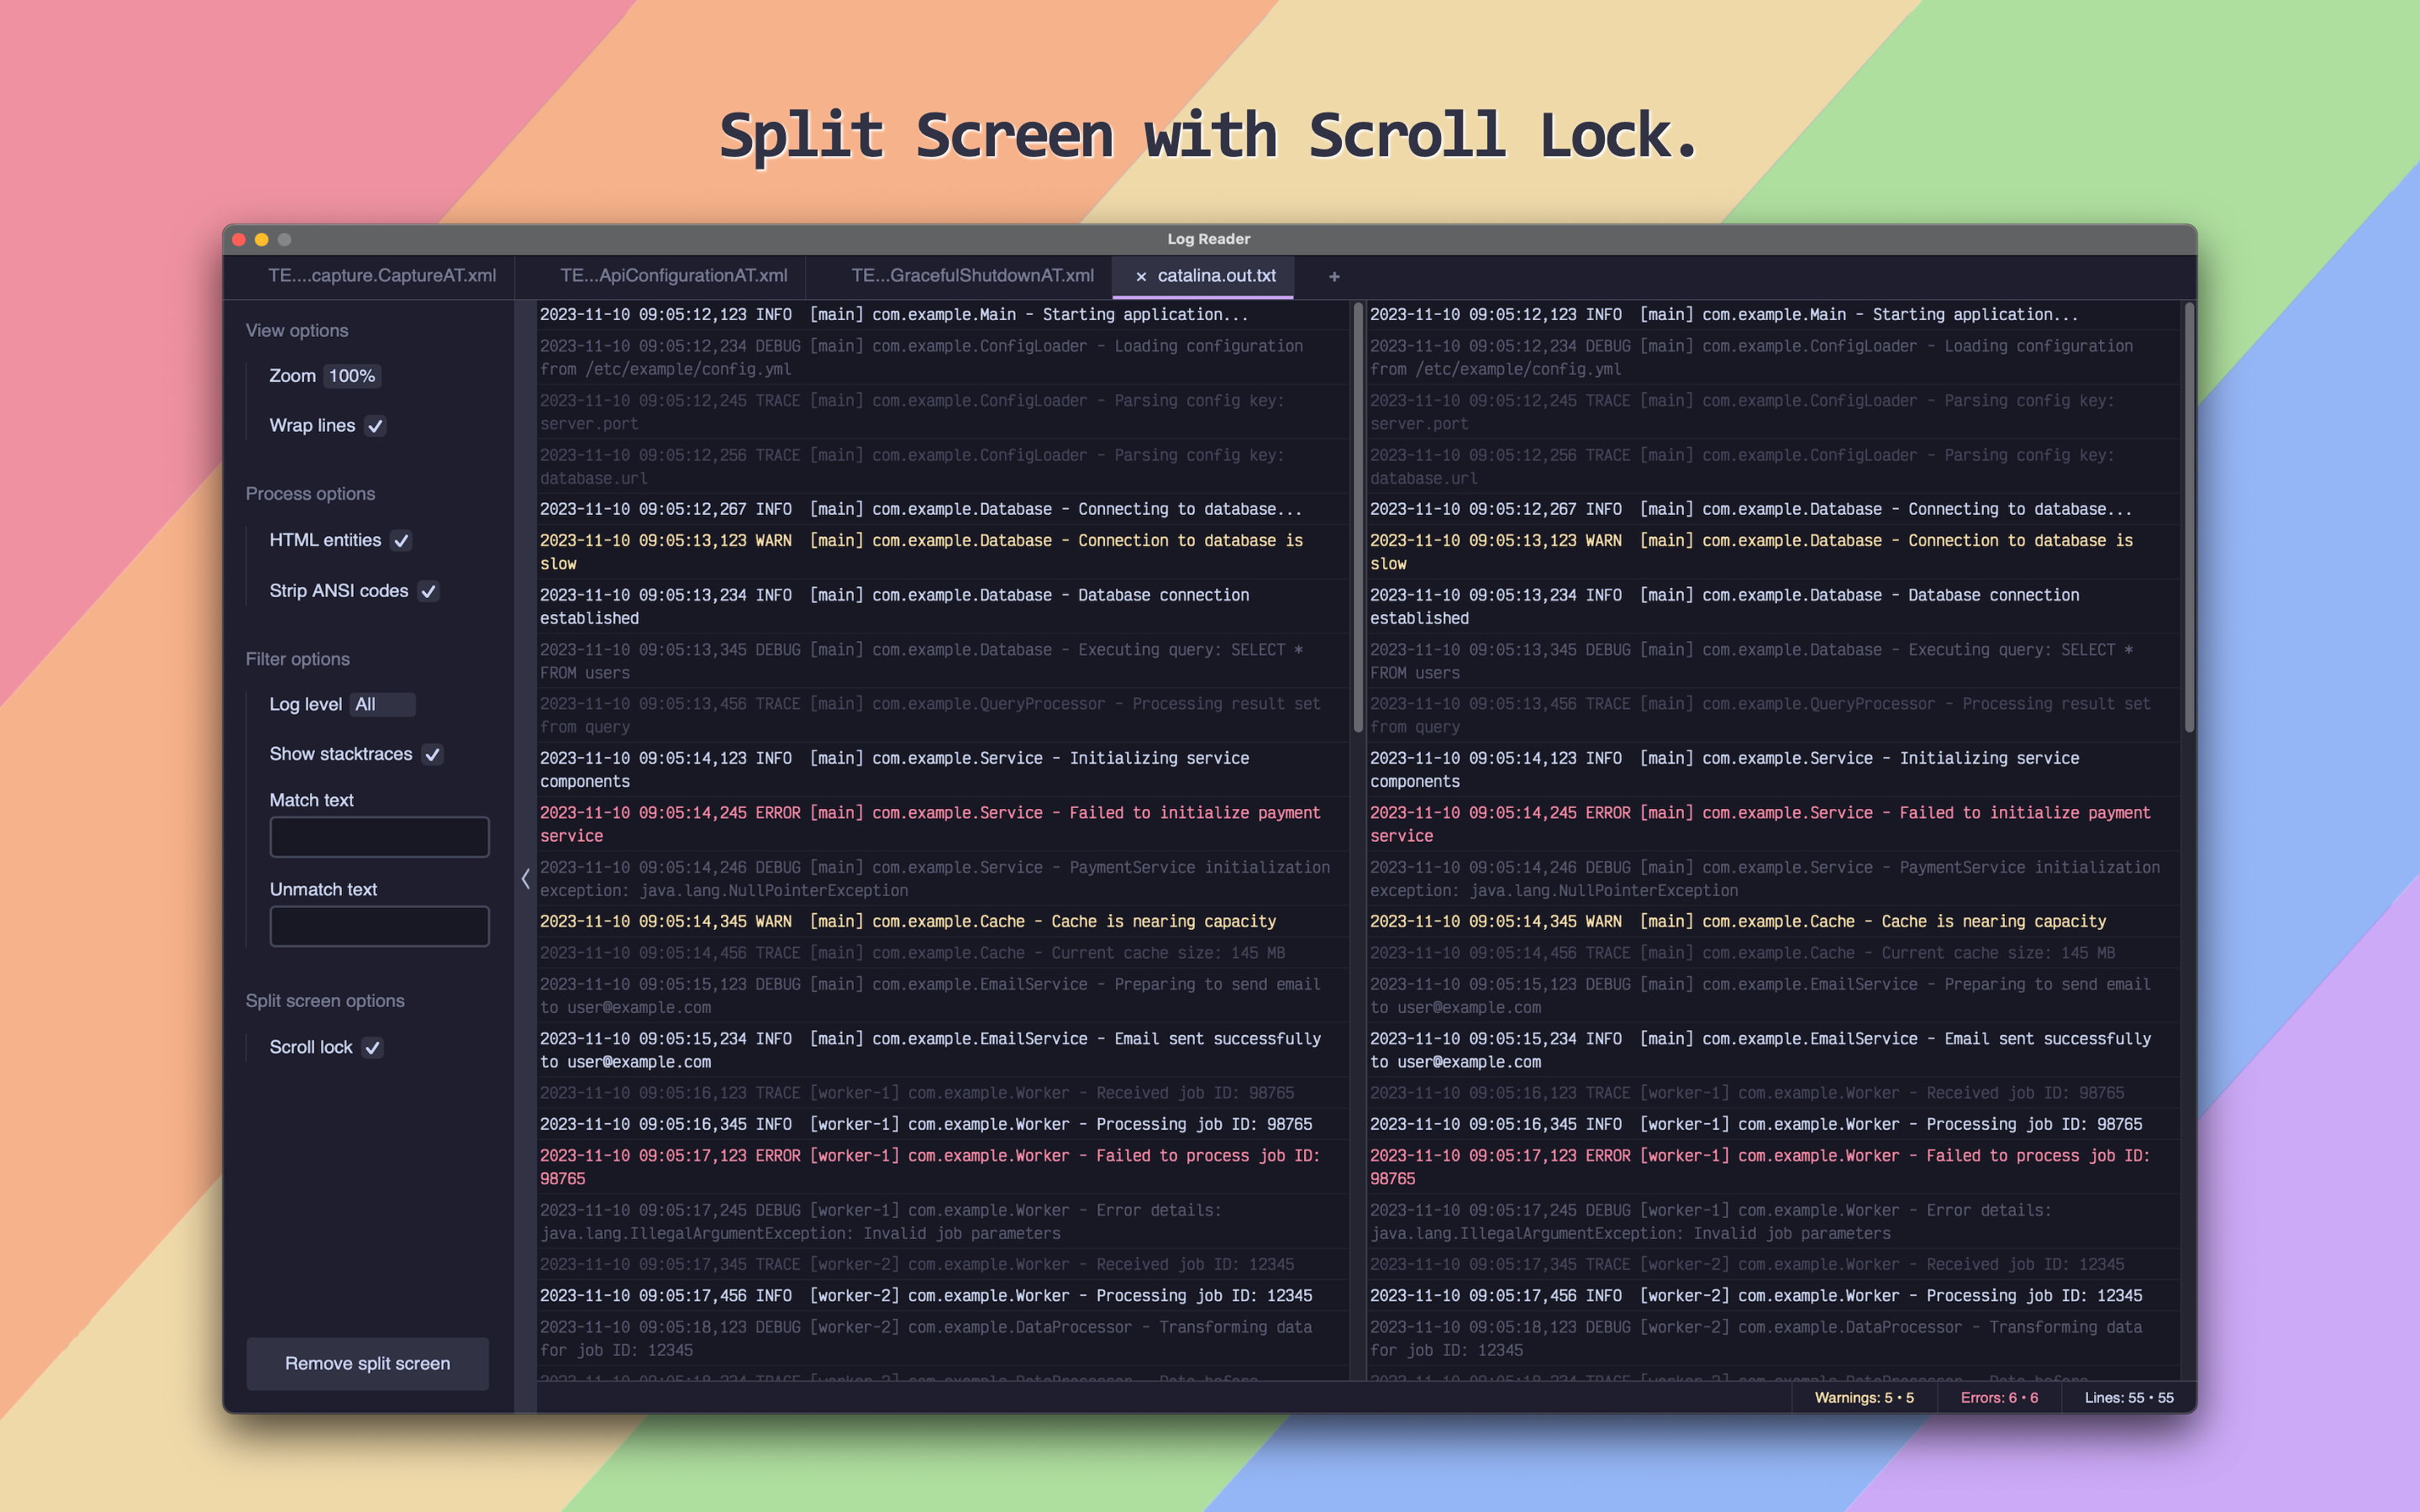 Split Screen with Scroll Lock.
Log Reader
TE....capture.CaptureAT.xml
TE...ApiConfigurationAT.xml
TE...GracefulShutdownAT.xml
× catalina.out.txt
+
View options
Zoom 100%
Wrap lines
Process options
HTML entities
Strip ANSI codes
Filter options
Log level All
Show stacktraces
Match text
Unmatch text
Split screen options
Scroll lock
Remove split screen
2023-11-10 09:05:12,123 INFO  [main] com.example.Main - Starting application...
2023-11-10 09:05:12,234 DEBUG [main] com.example.ConfigLoader - Loading configuration
from /etc/example/config.yml
2023-11-10 09:05:12,245 TRACE [main] com.example.ConfigLoader - Parsing config key:
server.port
2023-11-10 09:05:12,256 TRACE [main] com.example.ConfigLoader - Parsing config key:
database.url
2023-11-10 09:05:12,267 INFO  [main] com.example.Database - Connecting to database...
2023-11-10 09:05:13,123 WARN  [main] com.example.Database - Connection to database is
slow
2023-11-10 09:05:13,234 INFO  [main] com.example.Database - Database connection
established
2023-11-10 09:05:13,345 DEBUG [main] com.example.Database - Executing query: SELECT *
FROM users
2023-11-10 09:05:13,456 TRACE [main] com.example.QueryProcessor - Processing result set
from query
2023-11-10 09:05:14,123 INFO  [main] com.example.Service - Initializing service
components
2023-11-10 09:05:14,245 ERROR [main] com.example.Service - Failed to initialize payment
service
2023-11-10 09:05:14,246 DEBUG [main] com.example.Service - PaymentService initialization
exception: java.lang.NullPointerException
2023-11-10 09:05:14,345 WARN  [main] com.example.Cache - Cache is nearing capacity
2023-11-10 09:05:14,456 TRACE [main] com.example.Cache - Current cache size: 145 MB
2023-11-10 09:05:15,123 DEBUG [main] com.example.EmailService - Preparing to send email
to user@example.com
2023-11-10 09:05:15,234 INFO  [main] com.example.EmailService - Email sent successfully
to user@example.com
2023-11-10 09:05:16,123 TRACE [worker-1] com.example.Worker - Received job ID: 98765
2023-11-10 09:05:16,345 INFO  [worker-1] com.example.Worker - Processing job ID: 98765
2023-11-10 09:05:17,123 ERROR [worker-1] com.example.Worker - Failed to process job ID:
98765
2023-11-10 09:05:17,245 DEBUG [worker-1] com.example.Worker - Error details:
java.lang.IllegalArgumentException: Invalid job parameters
2023-11-10 09:05:17,345 TRACE [worker-2] com.example.Worker - Received job ID: 12345
2023-11-10 09:05:17,456 INFO  [worker-2] com.example.Worker - Processing job ID: 12345
2023-11-10 09:05:18,123 DEBUG [worker-2] com.example.DataProcessor - Transforming data
for job ID: 12345
2023-11-10 09:05:12,123 INFO  [main] com.example.Main - Starting application...
2023-11-10 09:05:12,234 DEBUG [main] com.example.ConfigLoader - Loading configuration
from /etc/example/config.yml
2023-11-10 09:05:12,245 TRACE [main] com.example.ConfigLoader - Parsing config key:
server.port
2023-11-10 09:05:12,256 TRACE [main] com.example.ConfigLoader - Parsing config key:
database.url
2023-11-10 09:05:12,267 INFO  [main] com.example.Database - Connecting to database...
2023-11-10 09:05:13,123 WARN  [main] com.example.Database - Connection to database is
slow
2023-11-10 09:05:13,234 INFO  [main] com.example.Database - Database connection
established
2023-11-10 09:05:13,345 DEBUG [main] com.example.Database - Executing query: SELECT *
FROM users
2023-11-10 09:05:13,456 TRACE [main] com.example.QueryProcessor - Processing result set
from query
2023-11-10 09:05:14,123 INFO  [main] com.example.Service - Initializing service
components
2023-11-10 09:05:14,245 ERROR [main] com.example.Service - Failed to initialize payment
service
2023-11-10 09:05:14,246 DEBUG [main] com.example.Service - PaymentService initialization
exception: java.lang.NullPointerException
2023-11-10 09:05:14,345 WARN  [main] com.example.Cache - Cache is nearing capacity
2023-11-10 09:05:14,456 TRACE [main] com.example.Cache - Current cache size: 145 MB
2023-11-10 09:05:15,123 DEBUG [main] com.example.EmailService - Preparing to send email
to user@example.com
2023-11-10 09:05:15,234 INFO  [main] com.example.EmailService - Email sent successfully
to user@example.com
2023-11-10 09:05:16,123 TRACE [worker-1] com.example.Worker - Received job ID: 98765
2023-11-10 09:05:16,345 INFO  [worker-1] com.example.Worker - Processing job ID: 98765
2023-11-10 09:05:17,123 ERROR [worker-1] com.example.Worker - Failed to process job ID:
98765
2023-11-10 09:05:17,245 DEBUG [worker-1] com.example.Worker - Error details:
java.lang.IllegalArgumentException: Invalid job parameters
2023-11-10 09:05:17,345 TRACE [worker-2] com.example.Worker - Received job ID: 12345
2023-11-10 09:05:17,456 INFO  [worker-2] com.example.Worker - Processing job ID: 12345
2023-11-10 09:05:18,123 DEBUG [worker-2] com.example.DataProcessor - Transforming data
for job ID: 12345
Warnings: 5 • 5
Errors: 6 • 6
Lines: 55 • 55